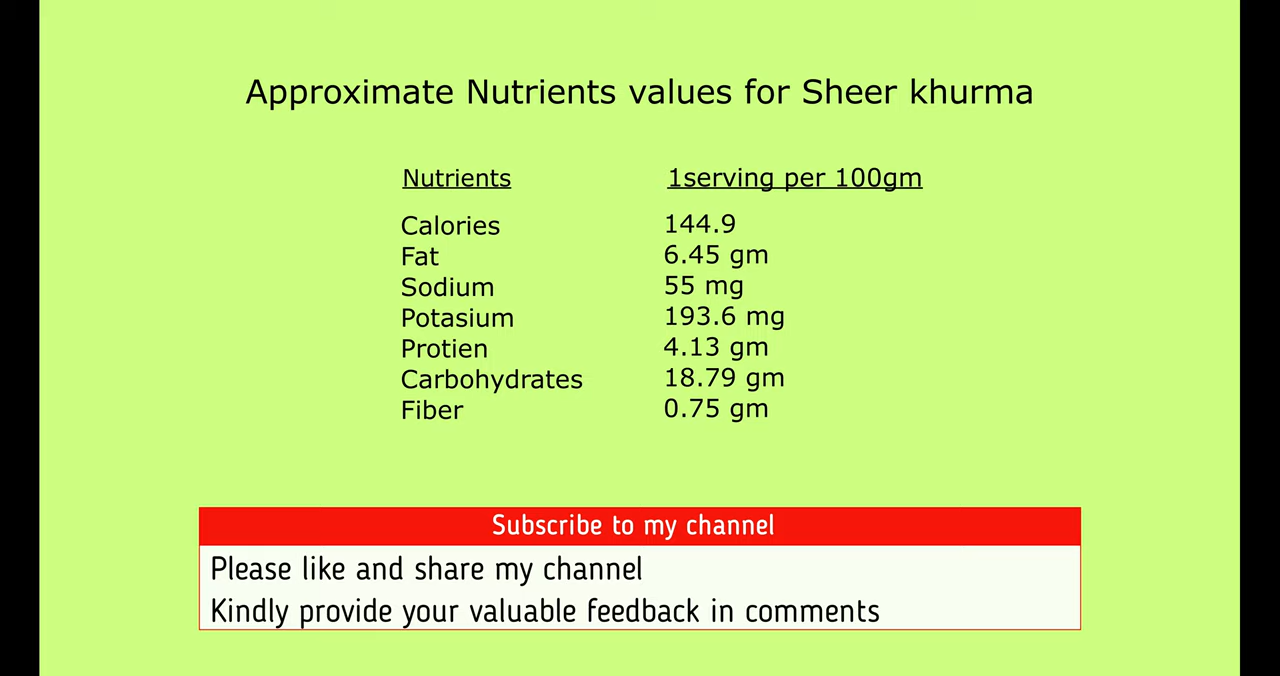 Approximate Nutrients values for Sheer khurma
Nutrients 1serving per 100gm
Calories 144.9
Fat 6.45 gm
Sodium 55 mg
Potasium 193.6 mg
Protien 4.13 gm
Carbohydrates 18.79 gm
Fiber 0.75 gm
Subscribe to my channel
Please like and share my channel
Kindly provide your valuable feedback in comments